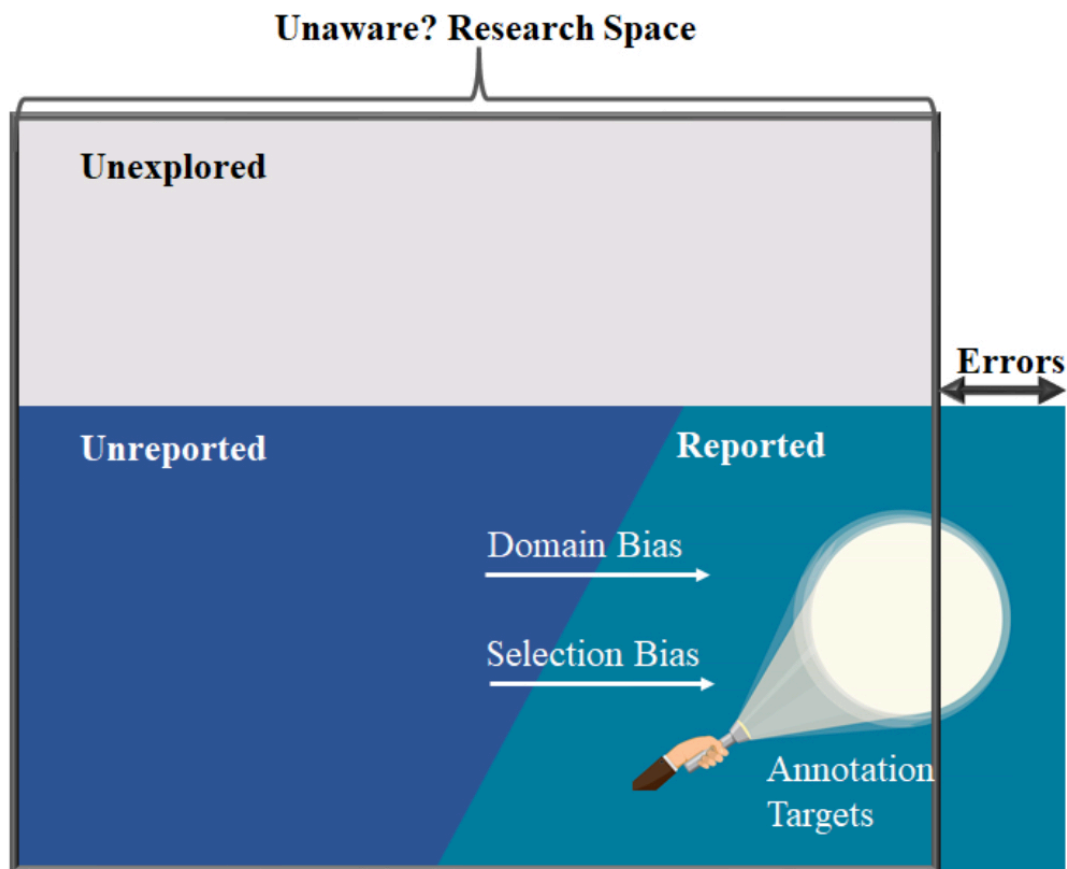 Unaware? Research Space
Unexplored
Errors
Unreported
Reported
Domain Bias
Selection Bias
Annotation
Targets